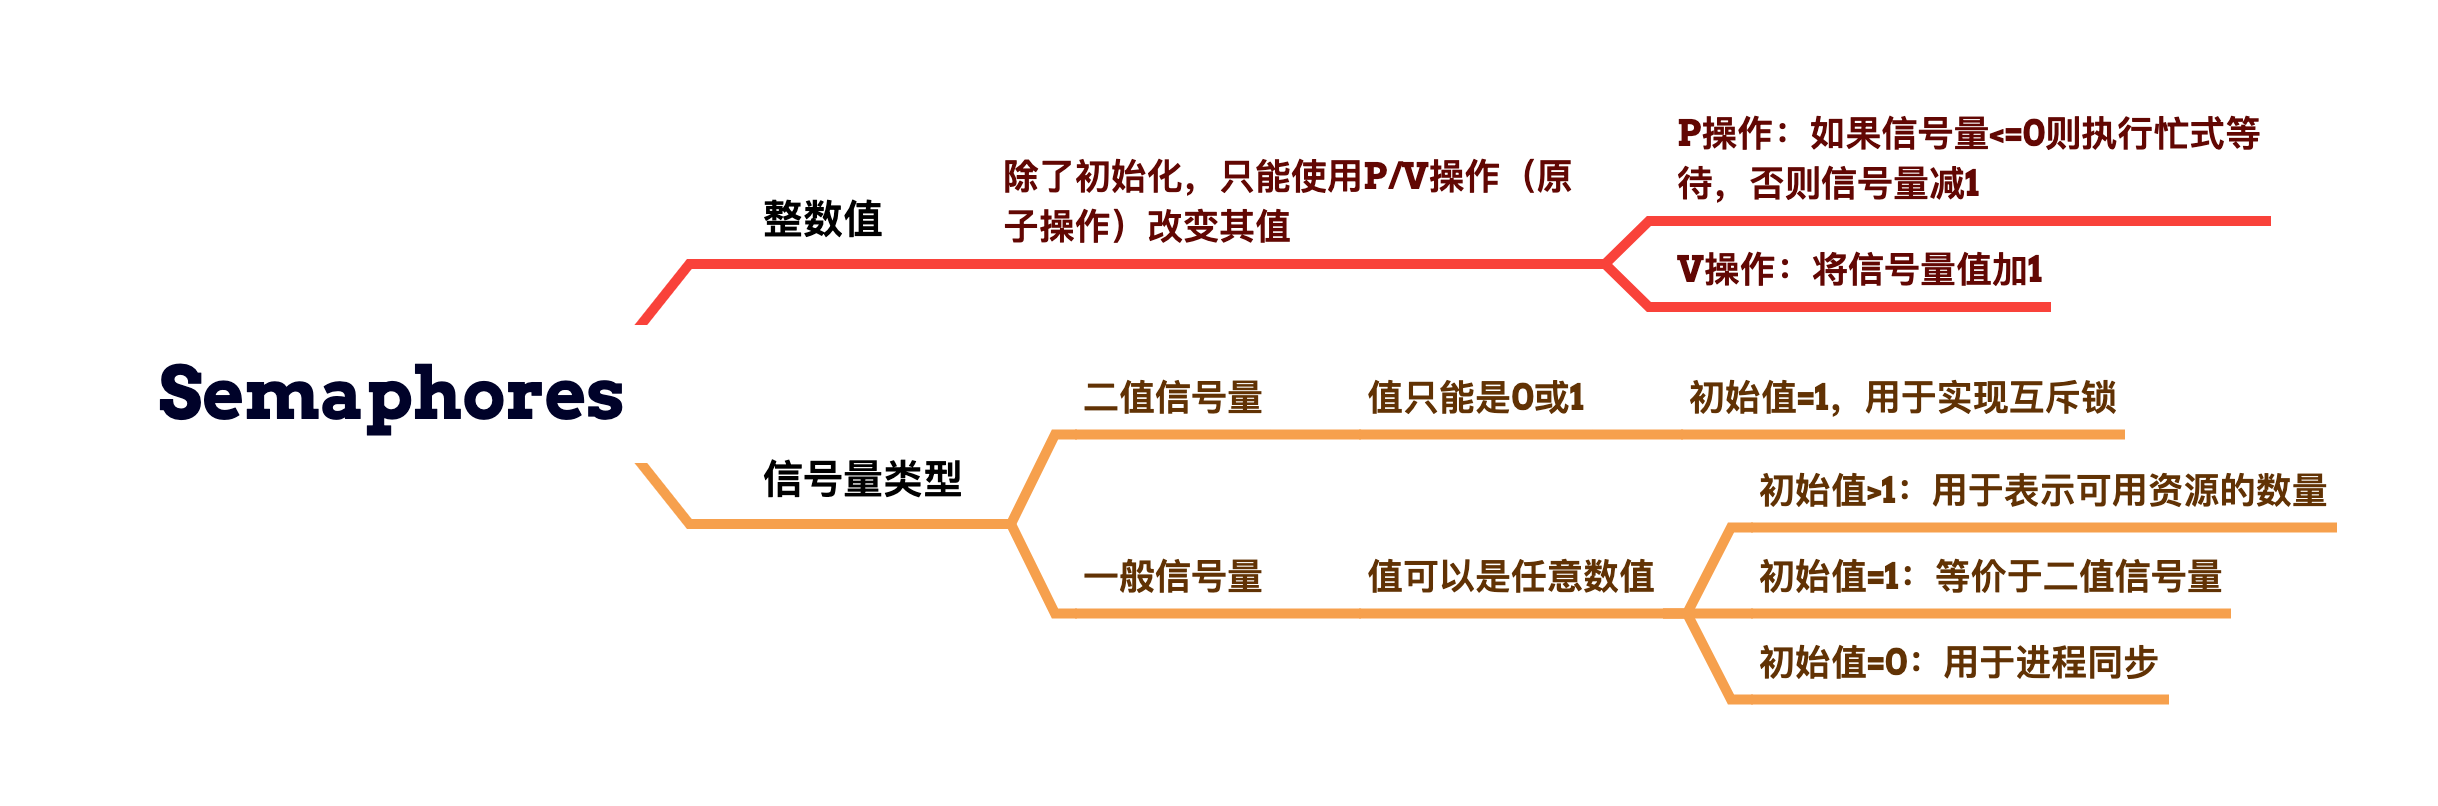 Semaphores
整数值
除了初始化，只能使用P/V操作（原
子操作）改变其值
P操作：如果信号量<=0则执行忙式等
待，否则信号量减1
V操作：将信号量值加1
信号量类型
二值信号量
值只能是0或1
初始值=1，用于实现互斥锁
一般信号量
值可以是任意数值
初始值>1：用于表示可用资源的数量
初始值=1：等价于二值信号量
初始值=0：用于进程同步